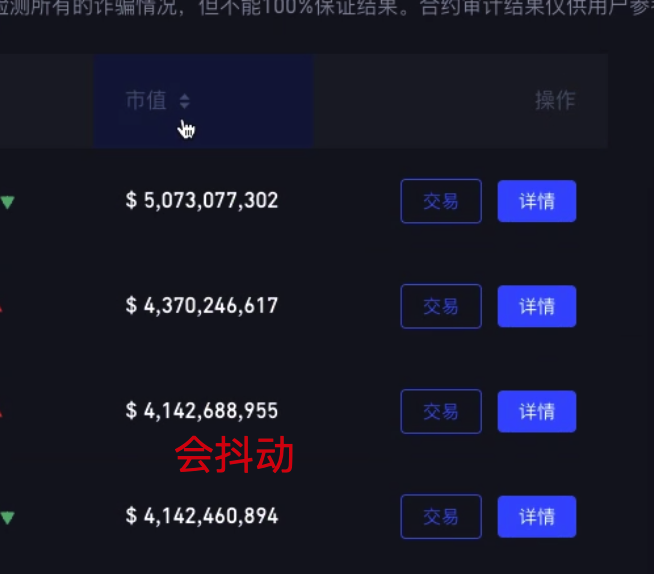 测所有的诈骗情况，但不能100%保证结果。合约审计结果仅供用户参
市值 操作
$ 5,073,077,302 交易 详情
$ 4,370,246,617 交易 详情
$ 4,142,688,955 交易 详情
会抖动
$ 4,142,460,894 交易 详情